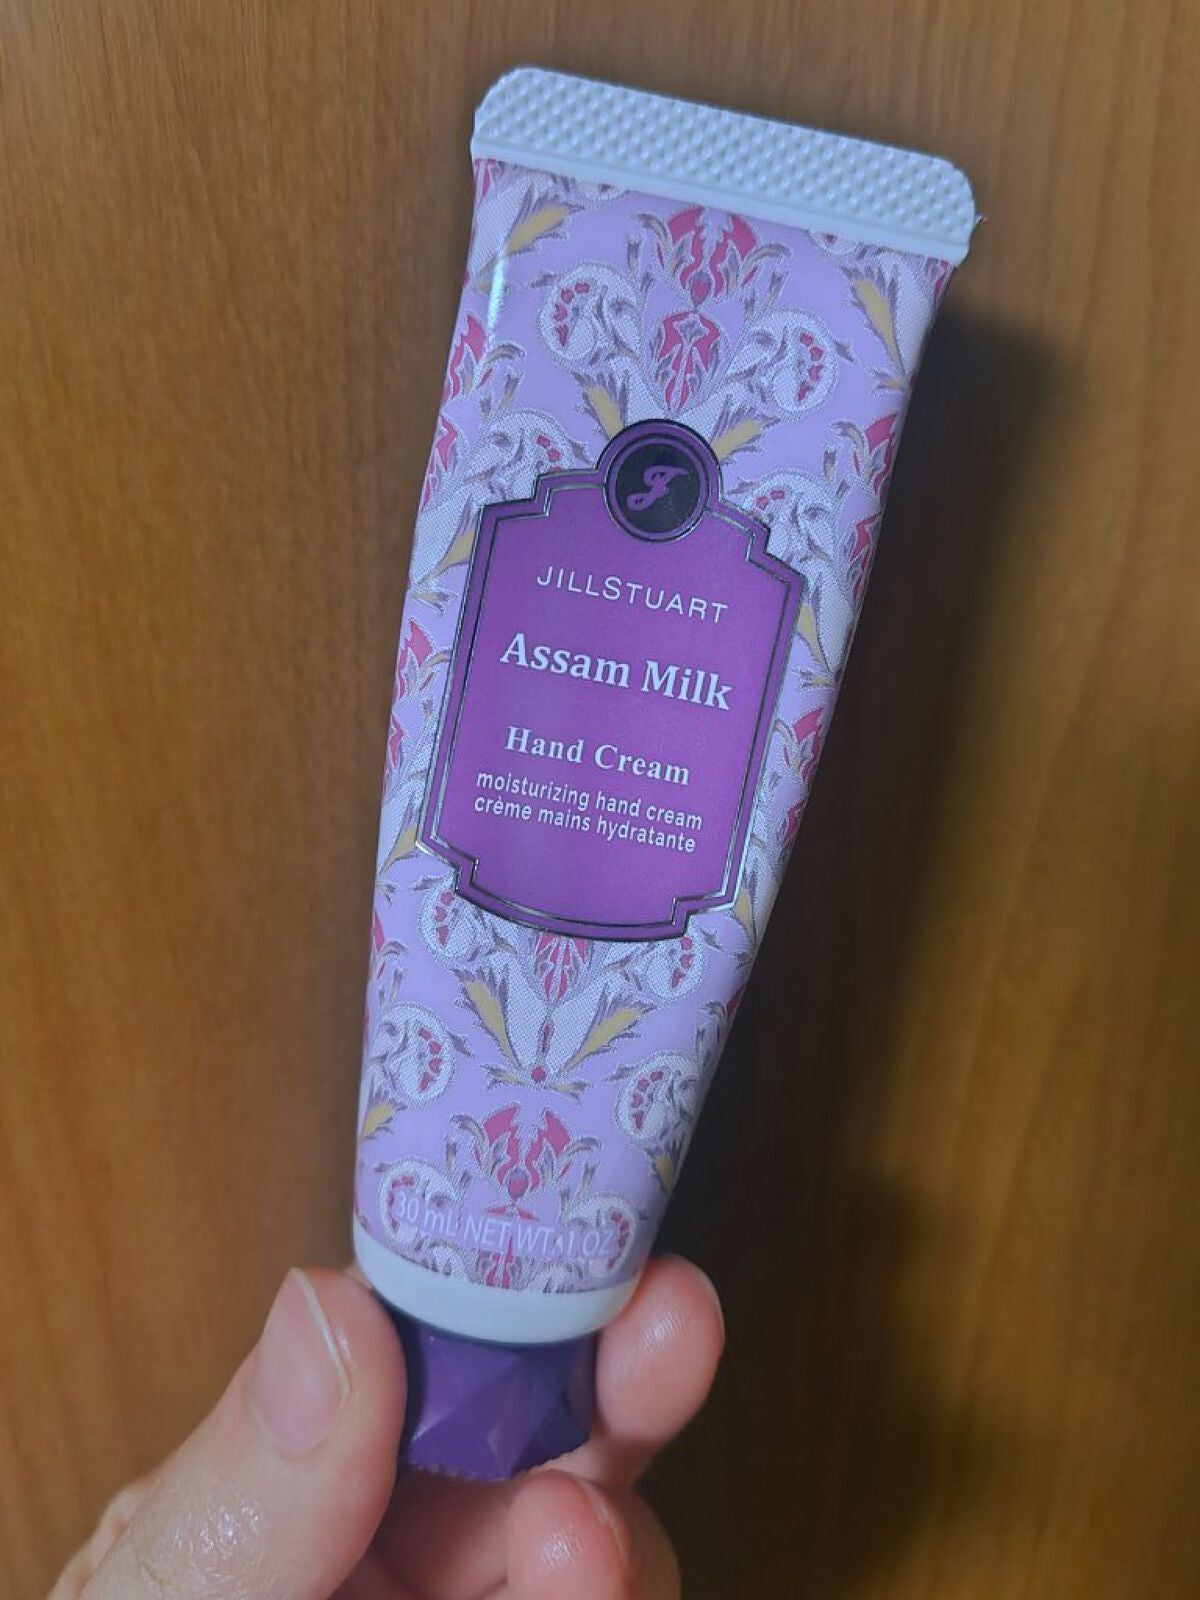 J
JILLSTUART
Assam Milk
Hand Cream
moisturizing hand cream
crème mains hydratante
30 mL NET WT. 1 OZ